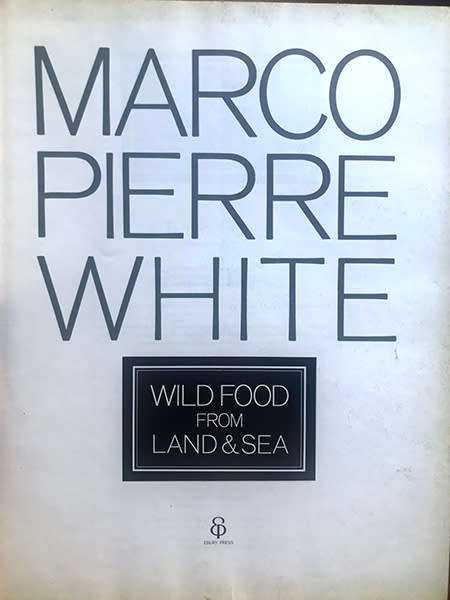 MARCO
PIERRE
WHITE
WILD FOOD
FROM
LAND & SEA
EBURY PRESS